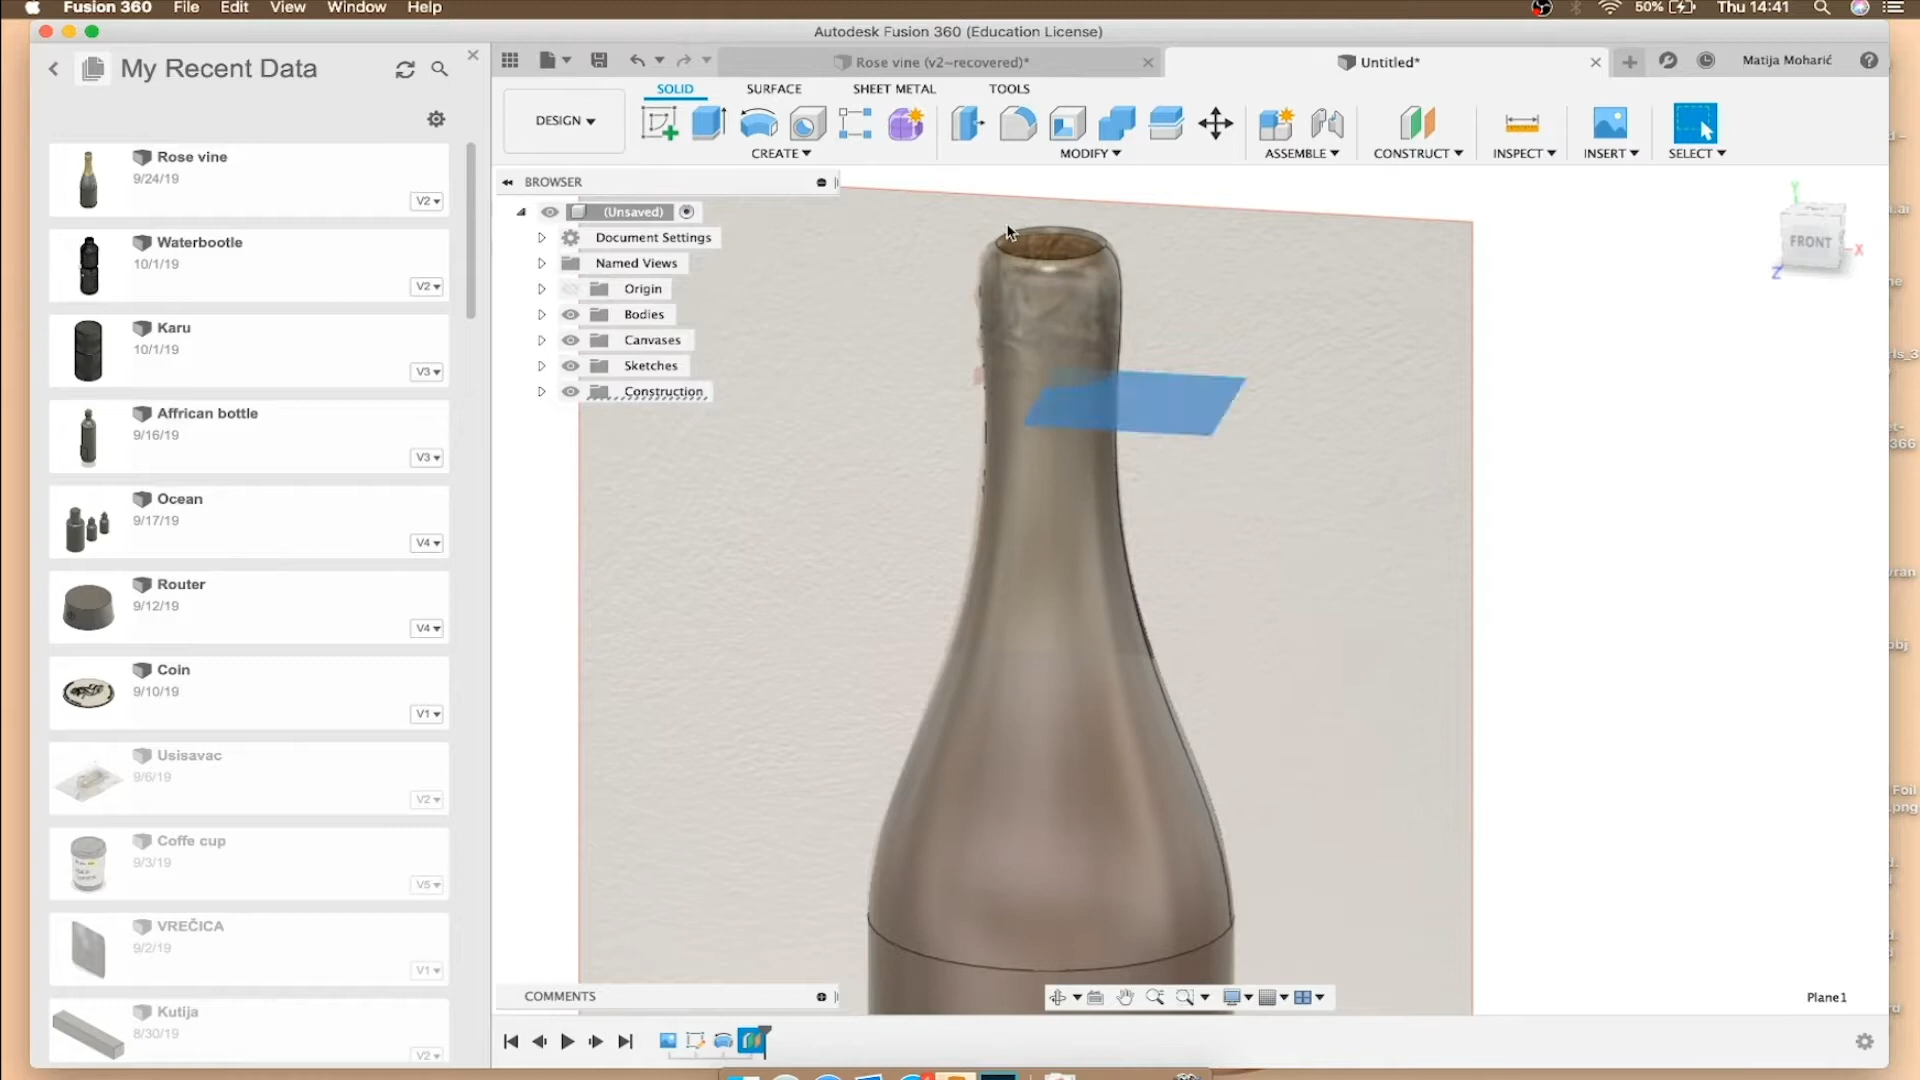 Fusion 360 File Edit View Window Help 50% Thu 14:41
Autodesk Fusion 360 (Education License)
My Recent Data
Rose vine (v2~recovered)*
Untitled*
Matija Moharić
SOLID SURFACE SHEET METAL TOOLS
DESIGN
CREATE MODIFY ASSEMBLE CONSTRUCT INSPECT INSERT SELECT
BROWSER
(Unsaved)
Document Settings
Named Views
Origin
Bodies
Canvases
Sketches
Construction
FRONT
Y
X
Z
Rose vine
9/24/19
V2
Waterbootle
10/1/19
V2
Karu
10/1/19
V3
Affrican bottle
9/16/19
V3
Ocean
9/17/19
V4
Router
9/12/19
V4
Coin
9/10/19
V1
Usisavac
9/6/19
V2
Coffe cup
9/3/19
V5
VREČICA
9/2/19
V1
Kutija
8/30/19
V2
COMMENTS
Plane1
366
Foil
.png